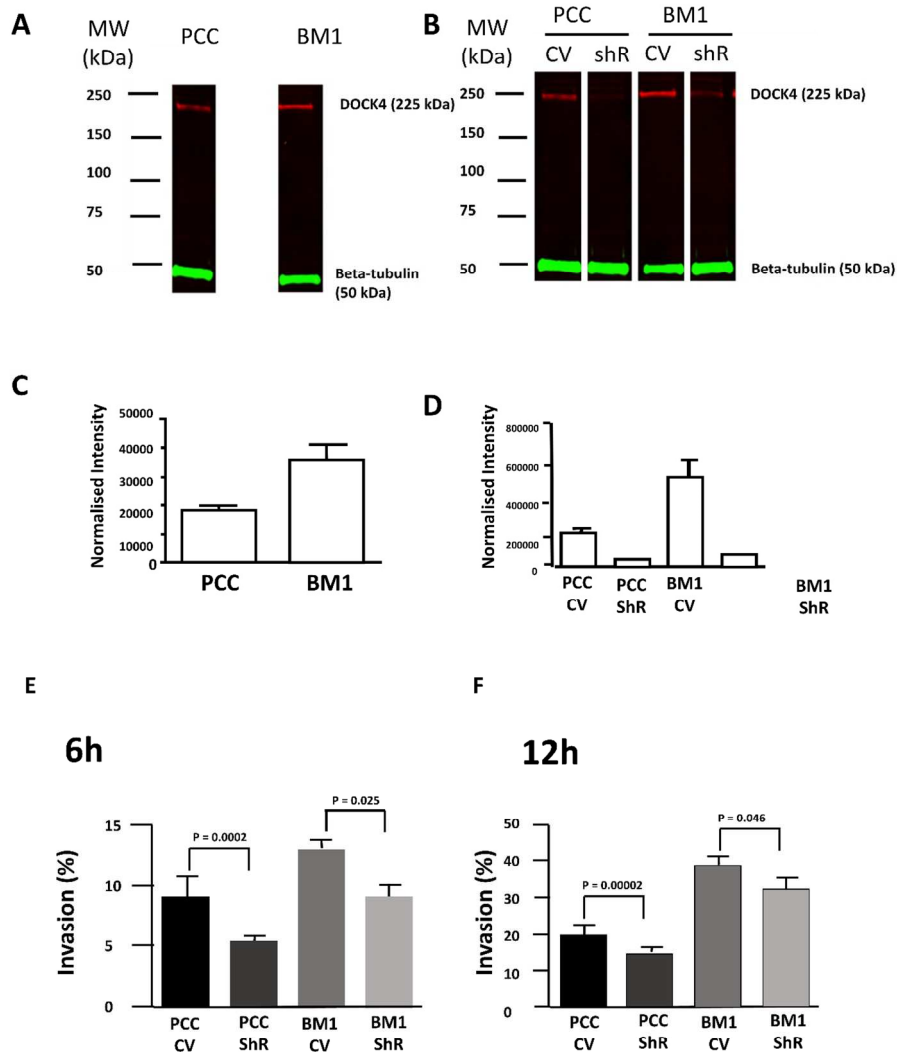 A
MW
(kDa)
PCC
BM1
250
150
100
75
50
DOCK4 (225 kDa)
Beta-tubulin
(50 kDa)
B
MW
(kDa)
PCC
BM1
CV
shR
CV
shR
250
150
100
75
50
DOCK4 (225 kDa)
Beta-tubulin (50 kDa)
C
Normalised Intensity
50000
40000
30000
20000
10000
0
PCC
BM1
D
Normalised Intensity
800000
600000
400000
200000
0
PCC
CV
PCC
ShR
BM1
CV
BM1
ShR
E
6h
Invasion (%)
15
10
5
0
P = 0.0002
P = 0.025
PCC
CV
PCC
ShR
BM1
CV
BM1
ShR
F
12h
Invasion (%)
50
40
30
20
10
0
P = 0.00002
P = 0.046
PCC
CV
PCC
ShR
BM1
CV
BM1
ShR